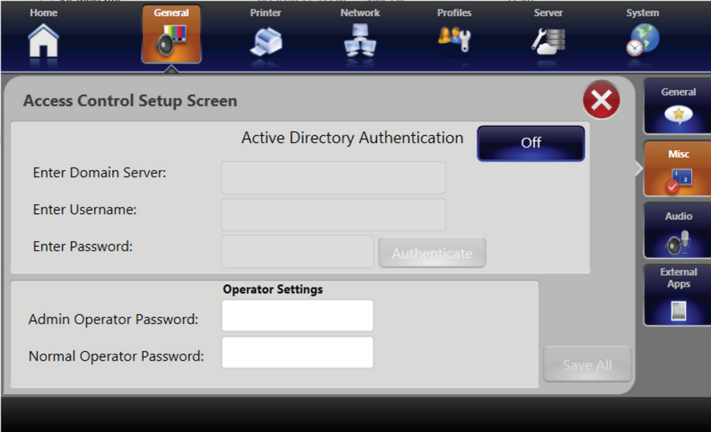 Home General Printer Network Profiles Server System
Access Control Setup Screen
Active Directory Authentication Off
Enter Domain Server:
Enter Username:
Enter Password: Authenticate
Operator Settings
Admin Operator Password:
Normal Operator Password:
Save All
General
Misc
1 2
Audio
External
Apps